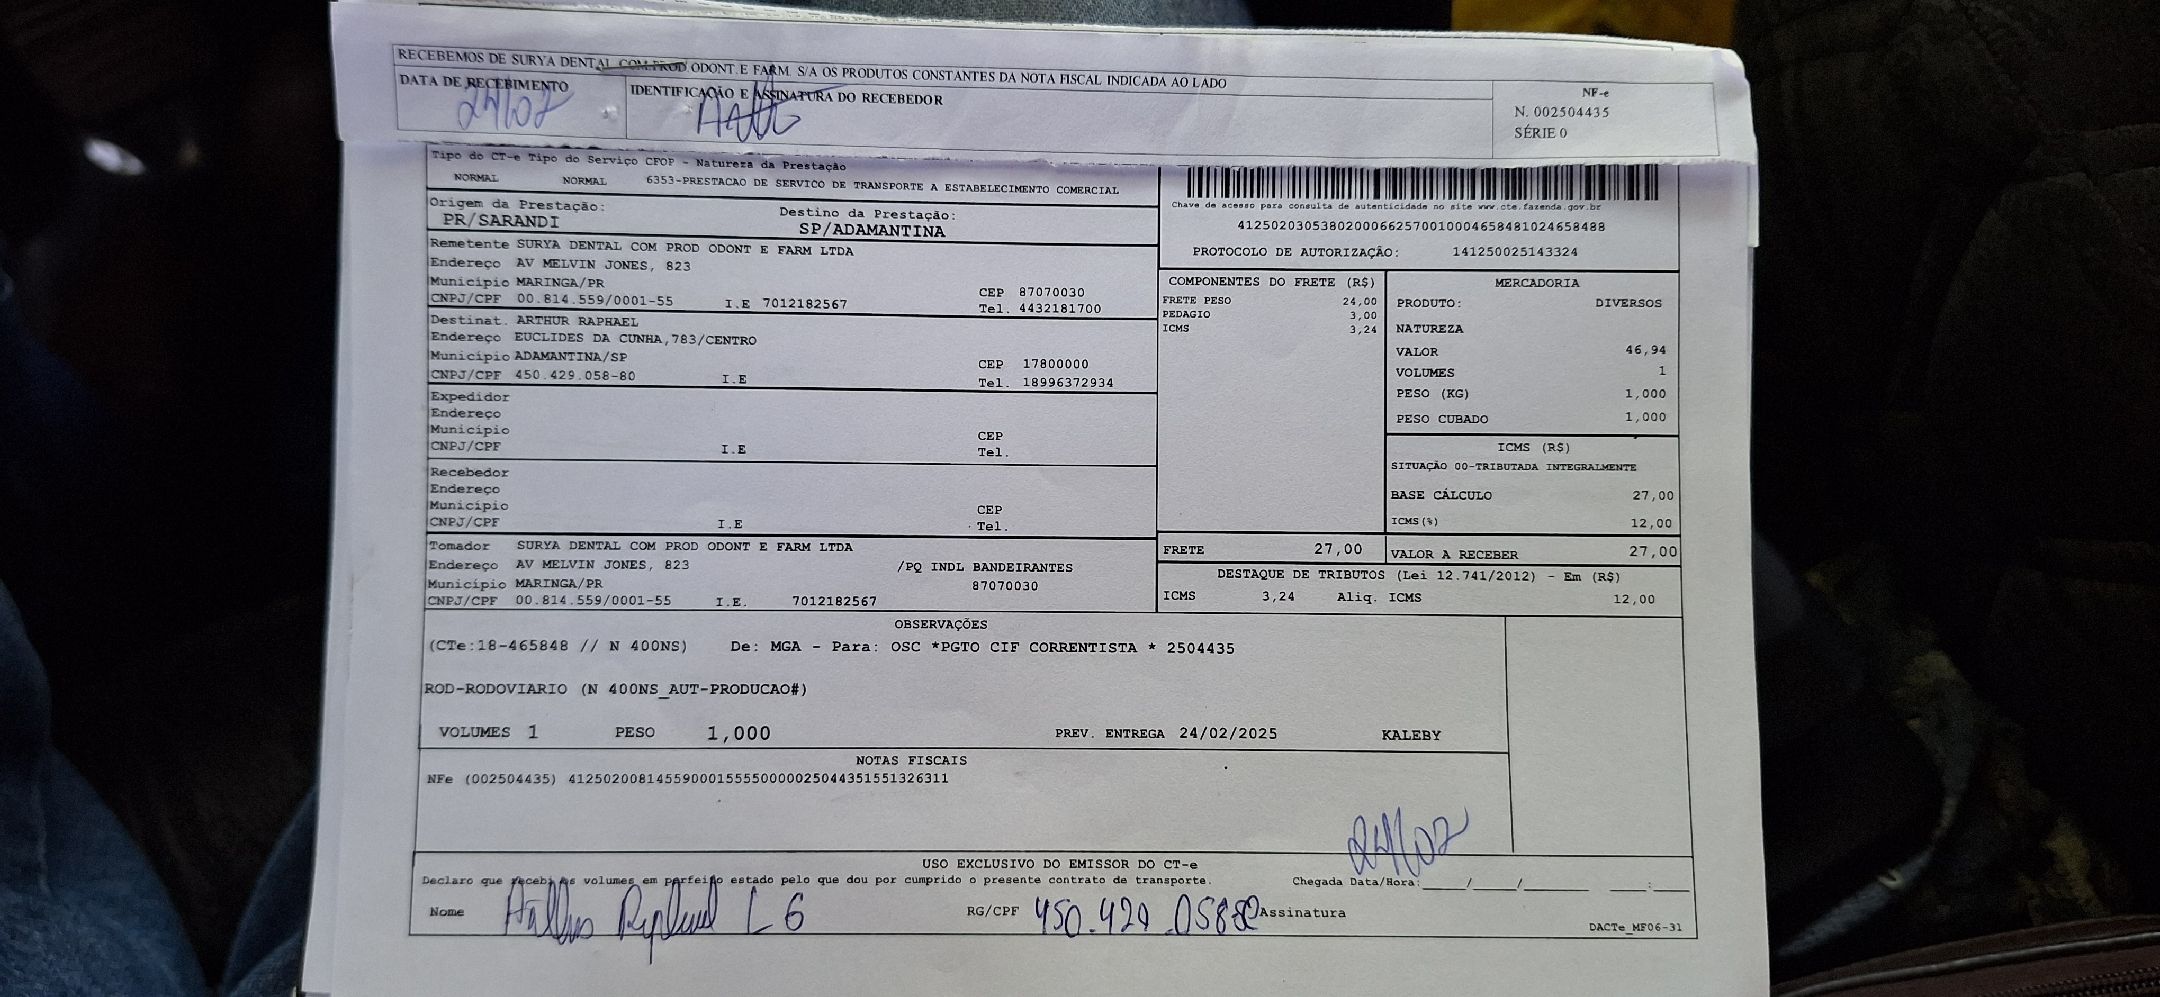 RECEBEMOS DE SURYA DENTAL COM.PROD.ODONT.E FARM. S/A OS PRODUTOS CONSTANTES DA NOTA FISCAL INDICADA AO LADO
DATA DE RECEBIMENTO
24/02
IDENTIFICAÇÃO E ASSINATURA DO RECEBEDOR
NF-e
N. 002504435
SÉRIE 0
Tipo do CT-e Tipo do Serviço CFOP - Natureza da Prestação
NORMAL NORMAL 6353-PRESTACAO DE SERVICO DE TRANSPORTE A ESTABELECIMENTO COMERCIAL
Origem da Prestação: Destino da Prestação:
PR/SARANDI SP/ADAMANTINA
Chave de acesso para consulta de autenticidade no site www.cte.fazenda.gov.br
41250203053802000662570010004658481024658488
PROTOCOLO DE AUTORIZAÇÃO: 141250025143324
Remetente SURYA DENTAL COM PROD ODONT E FARM LTDA
Endereço AV MELVIN JONES, 823
Município MARINGA/PR CEP 87070030
CNPJ/CPF 00.814.559/0001-55 I.E 7012182567 Tel. 4432181700
Destinat. ARTHUR RAPHAEL
Endereço EUCLIDES DA CUNHA,783/CENTRO
Município ADAMANTINA/SP CEP 17800000
CNPJ/CPF 450.429.058-80 I.E Tel. 18996372934
Expedidor
Endereço
Município CEP
CNPJ/CPF I.E Tel.
Recebedor
Endereço
Município CEP
CNPJ/CPF I.E Tel.
Tomador SURYA DENTAL COM PROD ODONT E FARM LTDA
Endereço AV MELVIN JONES, 823 /PQ INDL BANDEIRANTES
Município MARINGA/PR 87070030
CNPJ/CPF 00.814.559/0001-55 I.E. 7012182567
COMPONENTES DO FRETE (R$)
FRETE PESO 24,00
PEDAGIO 3,00
ICMS 3,24
MERCADORIA
PRODUTO: DIVERSOS
NATUREZA
VALOR 46,94
VOLUMES 1
PESO (KG) 1,000
PESO CUBADO 1,000
ICMS (R$)
SITUAÇÃO 00-TRIBUTADA INTEGRALMENTE
BASE CÁLCULO 27,00
ICMS(%) 12,00
FRETE 27,00 VALOR A RECEBER 27,00
DESTAQUE DE TRIBUTOS (Lei 12.741/2012) - Em (R$)
ICMS 3,24 Aliq. ICMS 12,00
OBSERVAÇÕES
(CTe:18-465848 // N 400NS) De: MGA - Para: OSC *PGTO CIF CORRENTISTA * 2504435
ROD-RODOVIARIO (N 400NS_AUT-PRODUCAO#)
VOLUMES 1 PESO 1,000 PREV. ENTREGA 24/02/2025 KALEBY
NOTAS FISCAIS
NFe (002504435) 41250200814559000155550000025044351551326311
24/02
USO EXCLUSIVO DO EMISSOR DO CT-e
Declaro que recebi os volumes em perfeito estado pelo que dou por cumprido o presente contrato de transporte. Chegada Data/Hora:____/____/______ ___:___
Nome RG/CPF 450.429.05880 Assinatura
DACTe_MF06-31